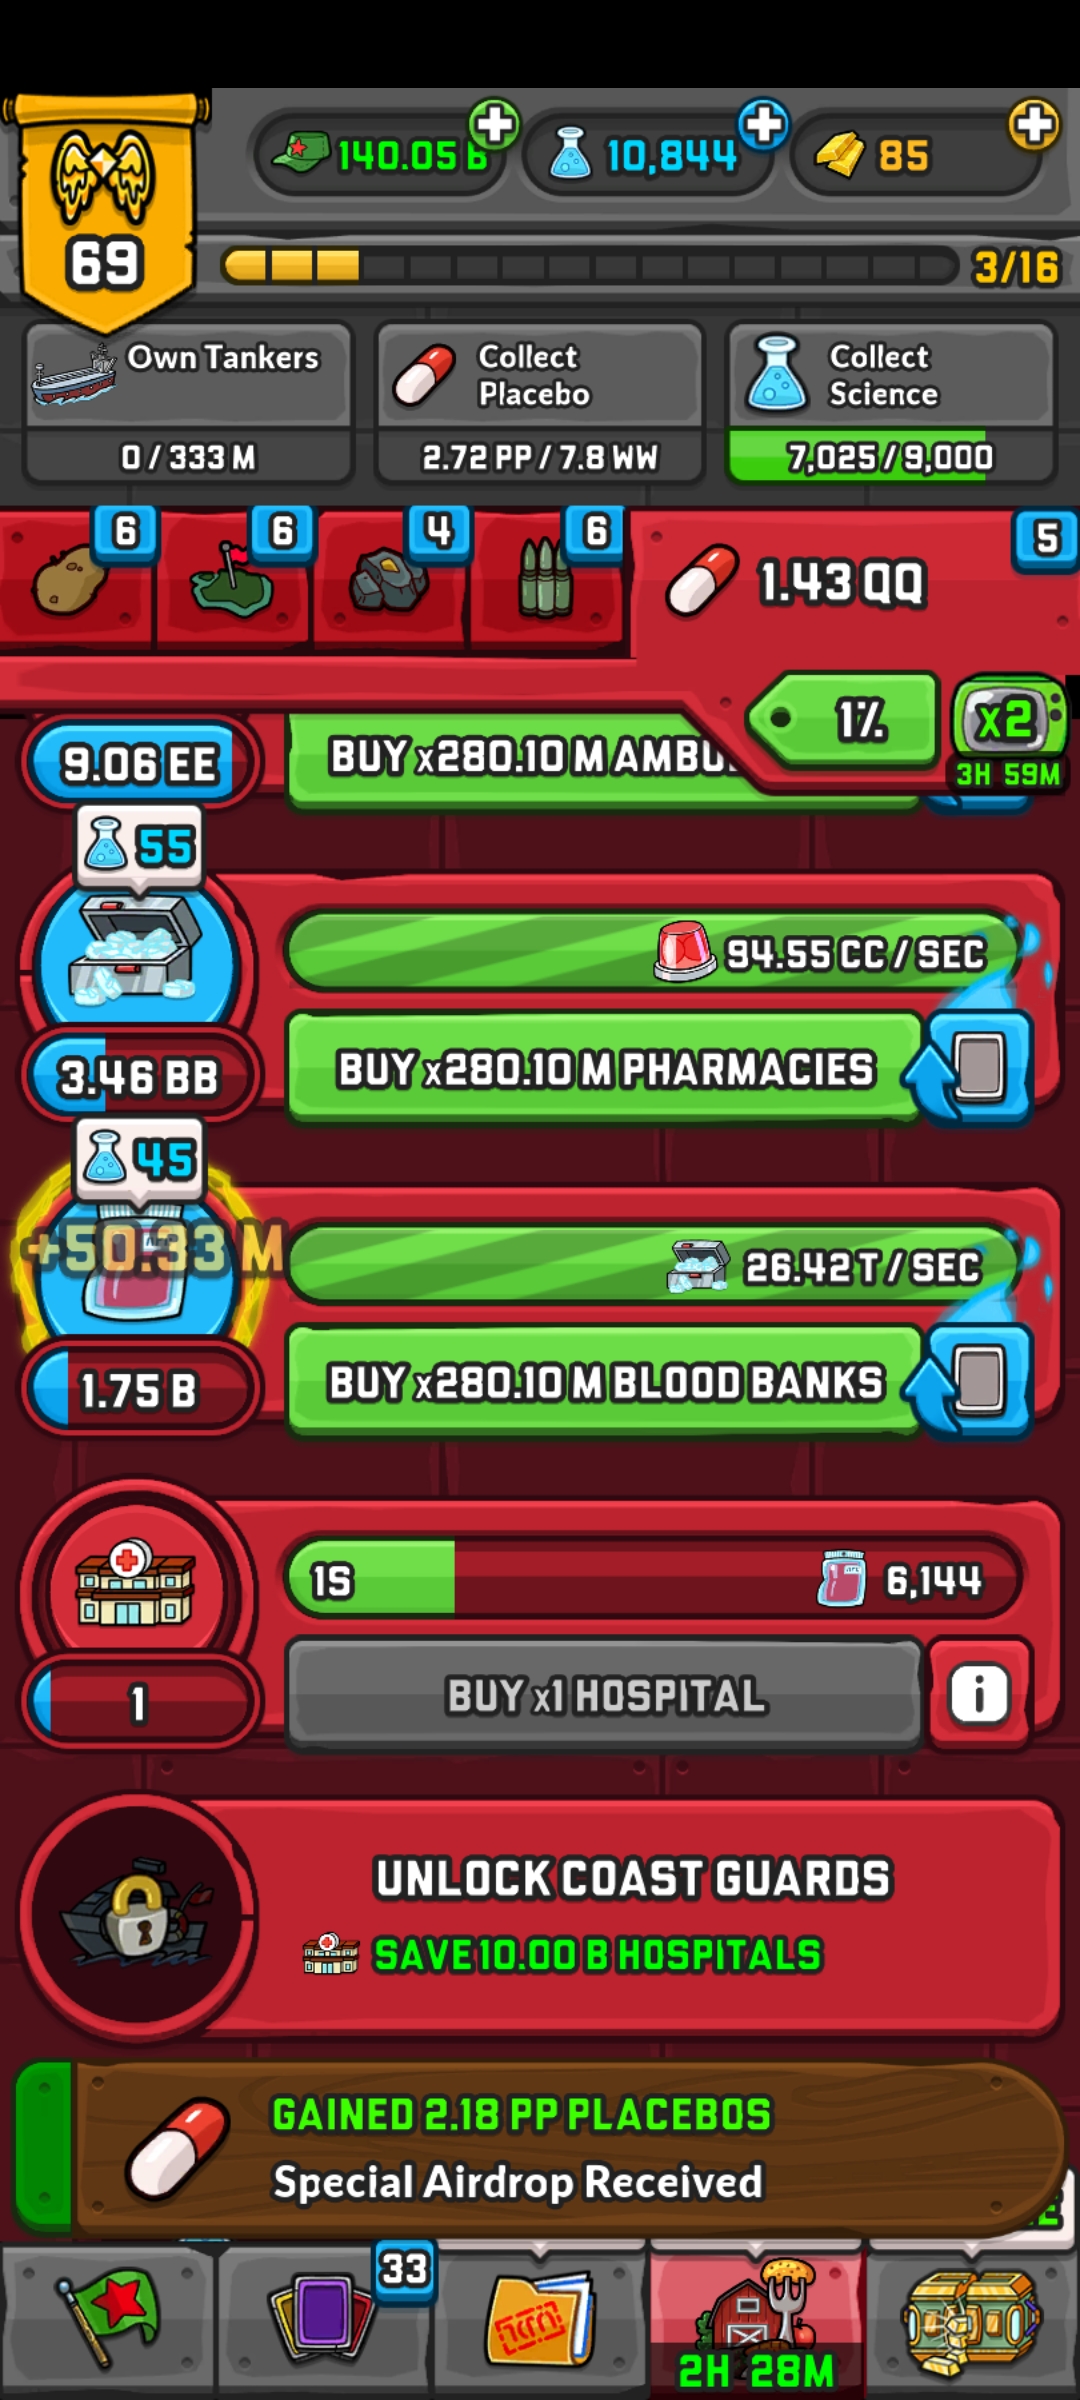 140.05 B
10,844
85
69
3/16
Own Tankers
0 / 333 M
Collect
Placebo
2.72 PP / 7.8 WW
Collect
Science
7,025 / 9,000
6
6
4
6
1.43 QQ
5
1%
x2
3H 59M
9.06 EE
BUY x280.10 M AMBU
55
94.55 CC / SEC
3.46 BB
BUY x280.10 M PHARMACIES
45
+50.33 M
26.42 T / SEC
1.75 B
BUY x280.10 M BLOOD BANKS
1S
6,144
1
BUY x1 HOSPITAL
i
UNLOCK COAST GUARDS
SAVE 10.00 B HOSPITALS
GAINED 2.18 PP PLACEBOS
Special Airdrop Received
33
2H 28M